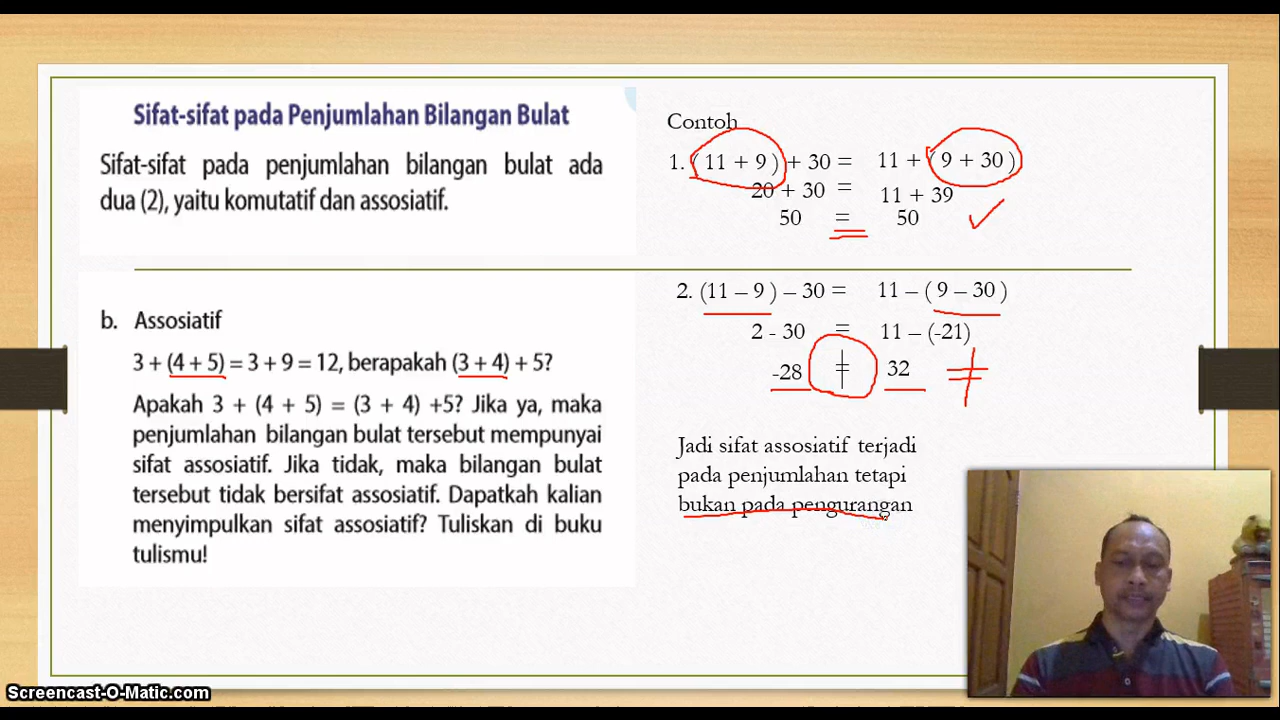 Sifat-sifat pada Penjumlahan Bilangan Bulat
Sifat-sifat pada penjumlahan bilangan bulat ada
dua (2), yaitu komutatif dan assosiatif.
b. Assosiatif
3 + (4 + 5) = 3 + 9 = 12, berapakah (3 + 4) + 5?
Apakah 3 + (4 + 5) = (3 + 4) +5? Jika ya, maka
penjumlahan bilangan bulat tersebut mempunyai
sifat assosiatif. Jika tidak, maka bilangan bulat
tersebut tidak bersifat assosiatif. Dapatkah kalian
menyimpulkan sifat assosiatif? Tuliskan di buku
tulismu!
Contoh
1. ( 11 + 9 ) + 30 = 11 + ( 9 + 30 )
20 + 30 = 11 + 39
50 = 50
2. (11 – 9 ) – 30 = 11 – ( 9 – 30 )
2 - 30 = 11 – (-21)
-28 ≠ 32
≠
Jadi sifat assosiatif terjadi
pada penjumlahan tetapi
bukan pada pengurangan
Screencast-O-Matic.com